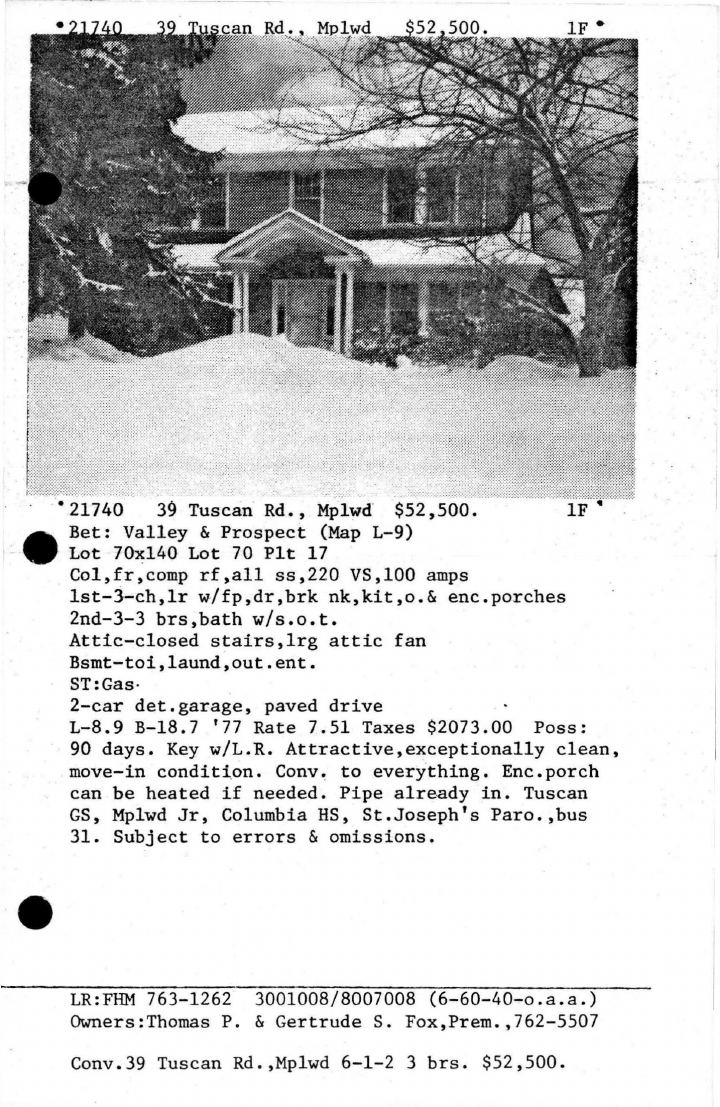 21740 39 Tuscan Rd., Mplwd $52,500. 1F
21740 39 Tuscan Rd., Mplwd $52,500. 1F
Bet: Valley & Prospect (Map L-9)
Lot 70x140 Lot 70 Plt 17
Col,fr,comp rf,all ss,220 VS,100 amps
1st-3-ch,lr w/fp,dr,brk nk,kit,o.& enc.porches
2nd-3-3 brs,bath w/s.o.t.
Attic-closed stairs,lrg attic fan
Bsmt-toi,laund,out.ent.
ST:Gas
2-car det.garage, paved drive
L-8.9 B-18.7 '77 Rate 7.51 Taxes $2073.00 Poss:
90 days. Key w/L.R. Attractive,exceptionally clean,
move-in condition. Conv. to everything. Enc.porch
can be heated if needed. Pipe already in. Tuscan
GS, Mplwd Jr, Columbia HS, St.Joseph's Paro.,bus
31. Subject to errors & omissions.
LR:FHM 763-1262 3001008/8007008 (6-60-40-o.a.a.)
Owners:Thomas P. & Gertrude S. Fox,Prem.,762-5507
Conv.39 Tuscan Rd.,Mplwd 6-1-2 3 brs. $52,500.